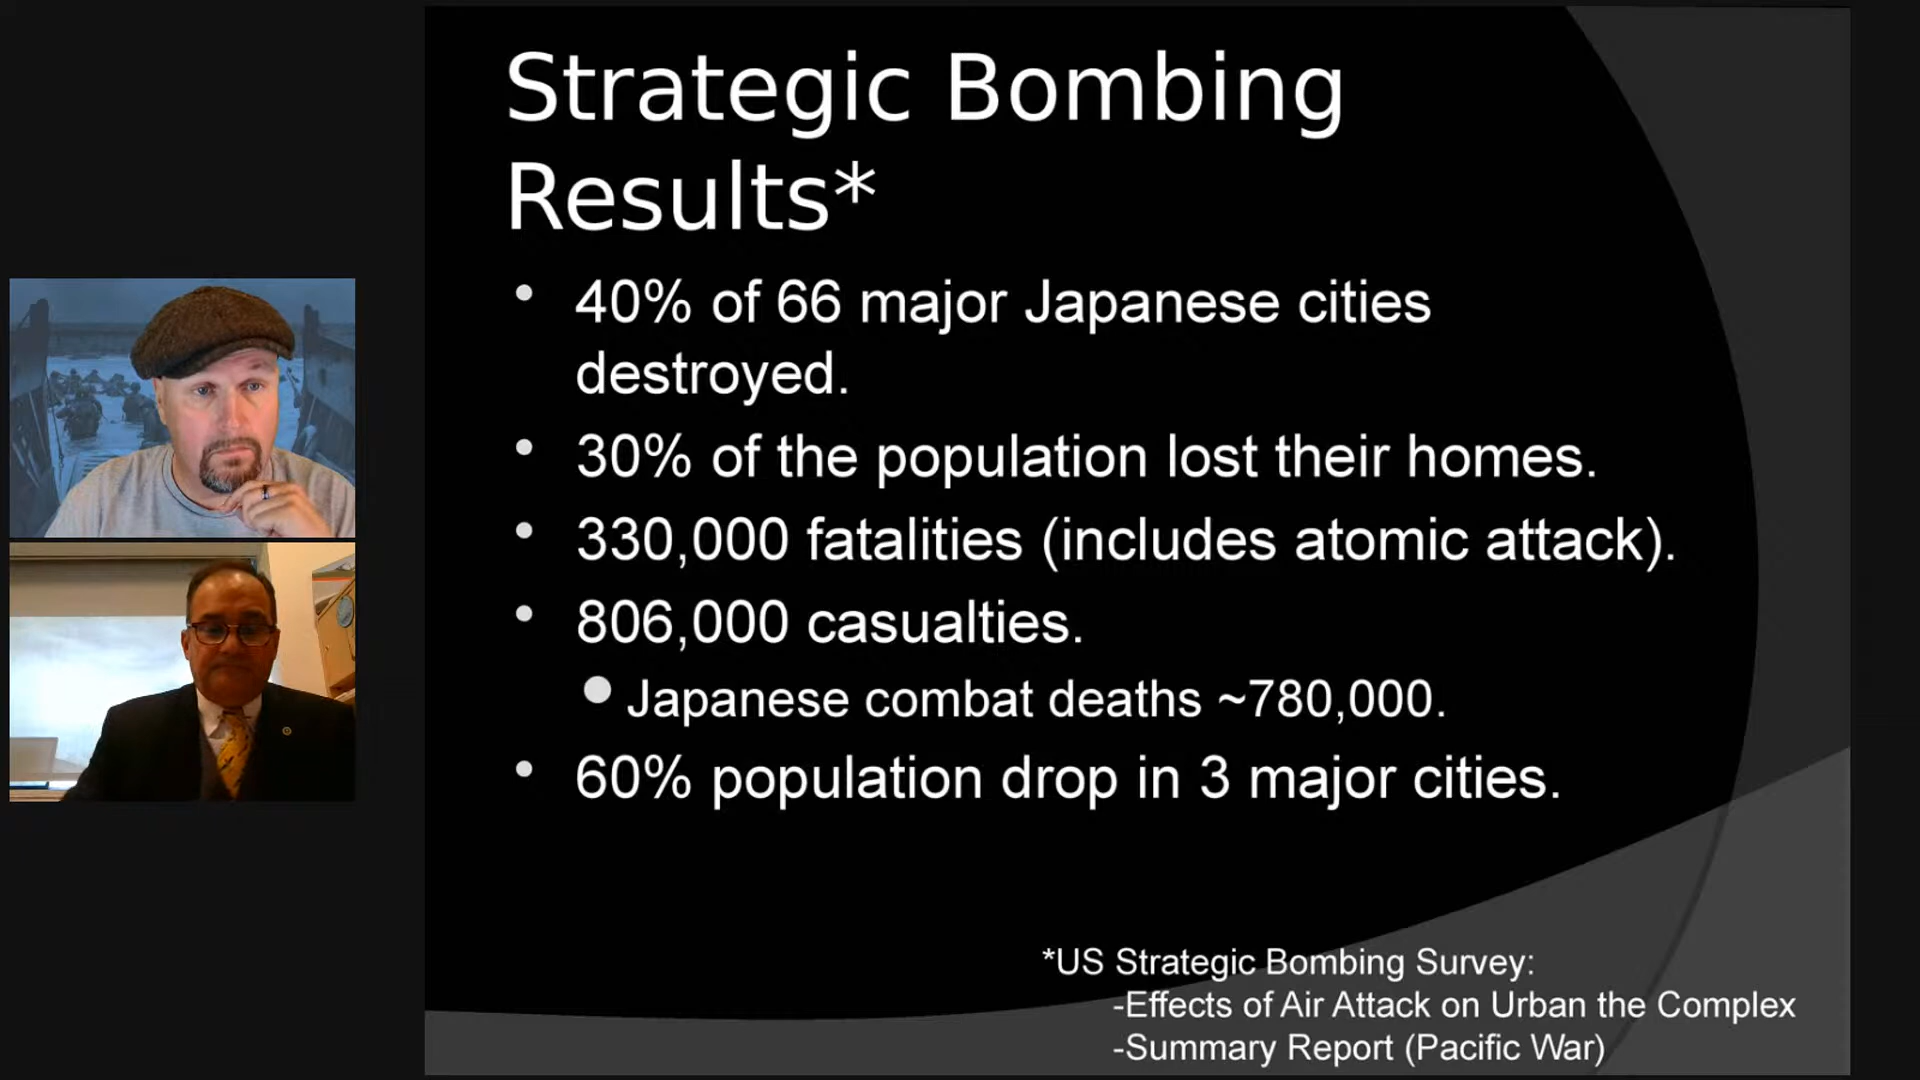 Strategic Bombing
Results*
• 40% of 66 major Japanese cities
destroyed.
• 30% of the population lost their homes.
• 330,000 fatalities (includes atomic attack).
• 806,000 casualties.
• Japanese combat deaths ~780,000.
• 60% population drop in 3 major cities.
*US Strategic Bombing Survey:
-Effects of Air Attack on Urban the Complex
-Summary Report (Pacific War)